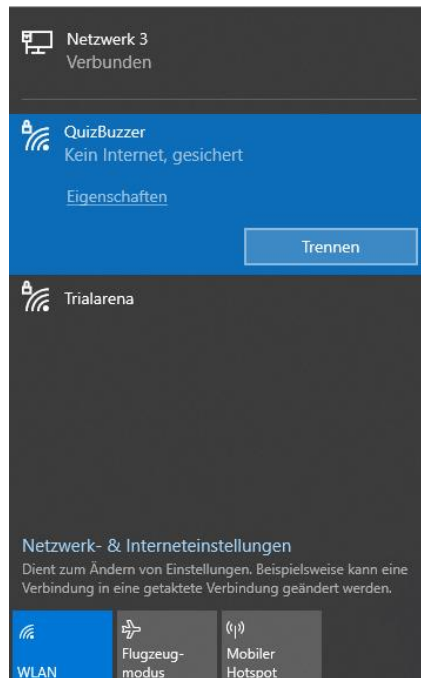 Netzwerk 3
Verbunden
QuizBuzzer
Kein Internet, gesichert
Eigenschaften
Trennen
Trialarena
Netzwerk- & Interneteinstellungen
Dient zum Ändern von Einstellungen. Beispielsweise kann eine
Verbindung in eine getaktete Verbindung geändert werden.
WLAN
Flugzeug-
modus
Mobiler
Hotspot